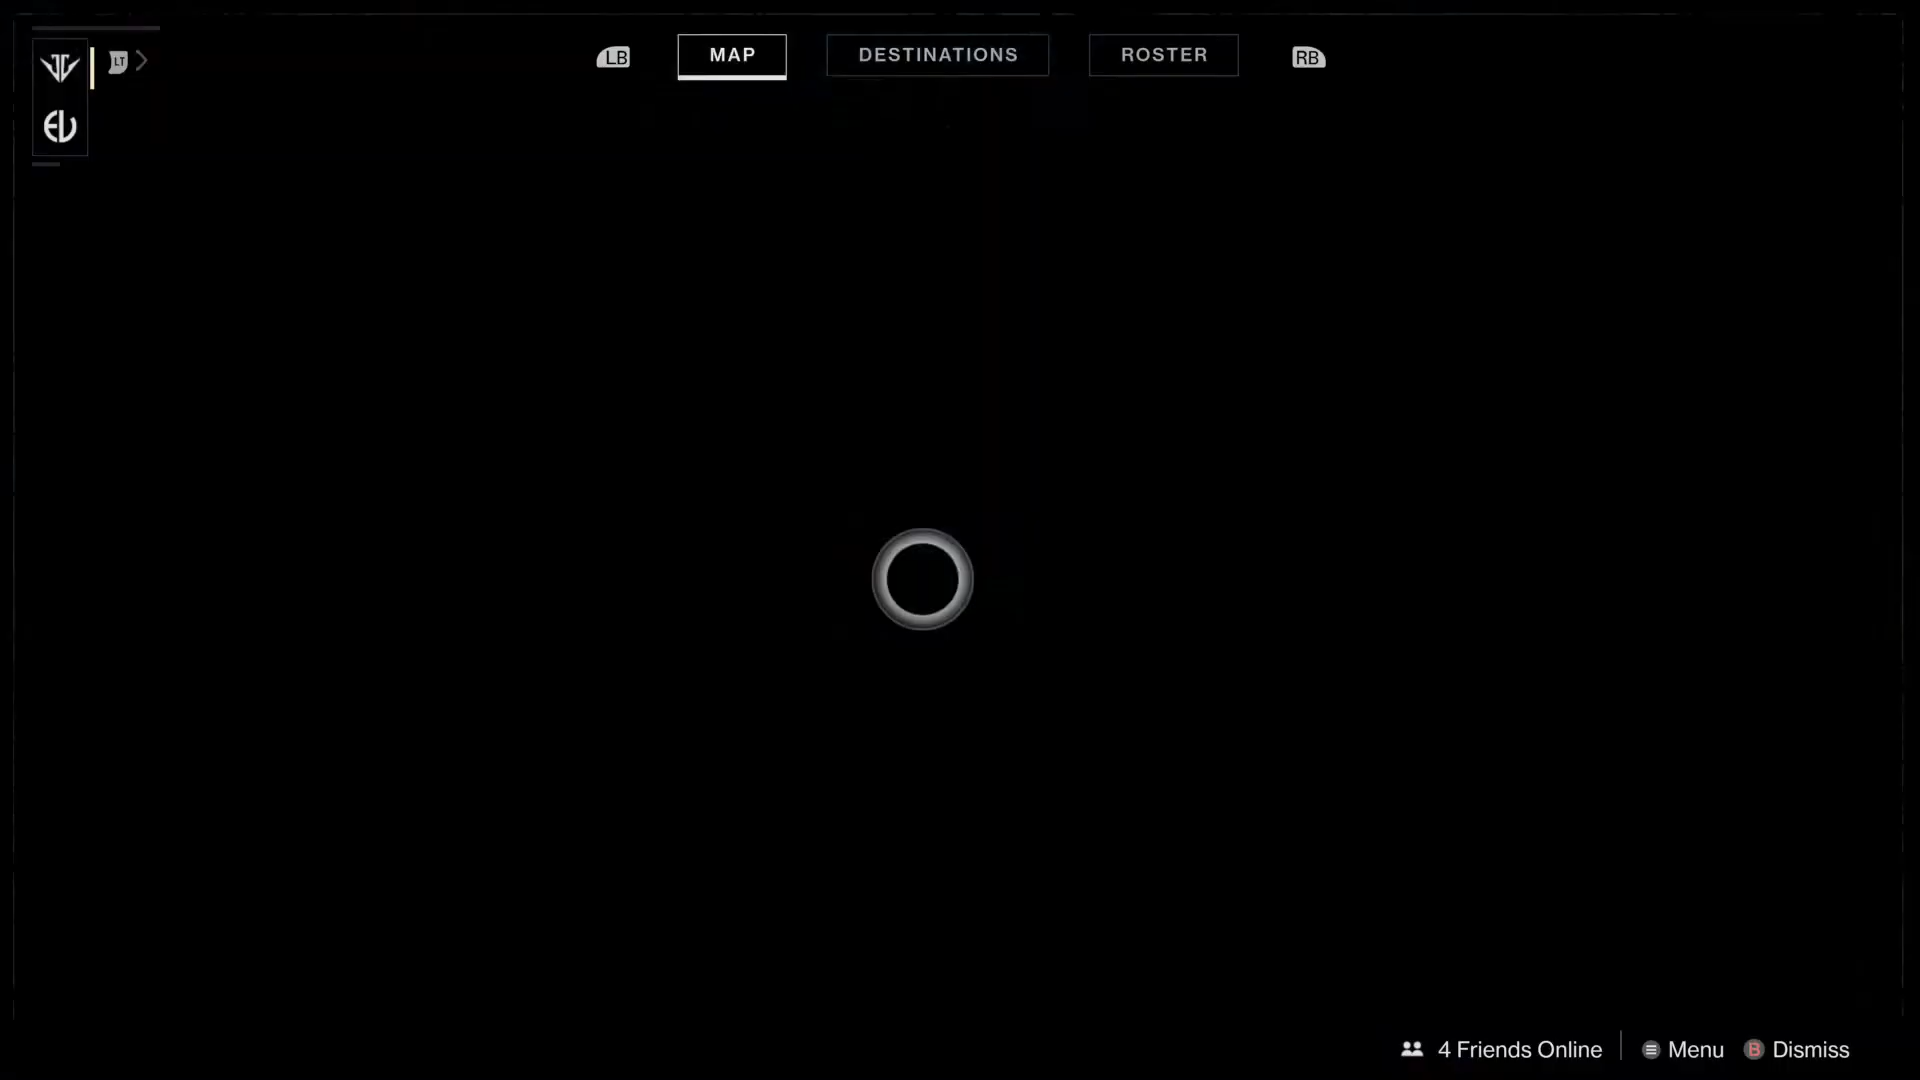 LT
LB
MAP
DESTINATIONS
ROSTER
RB
4 Friends Online
Menu
B Dismiss